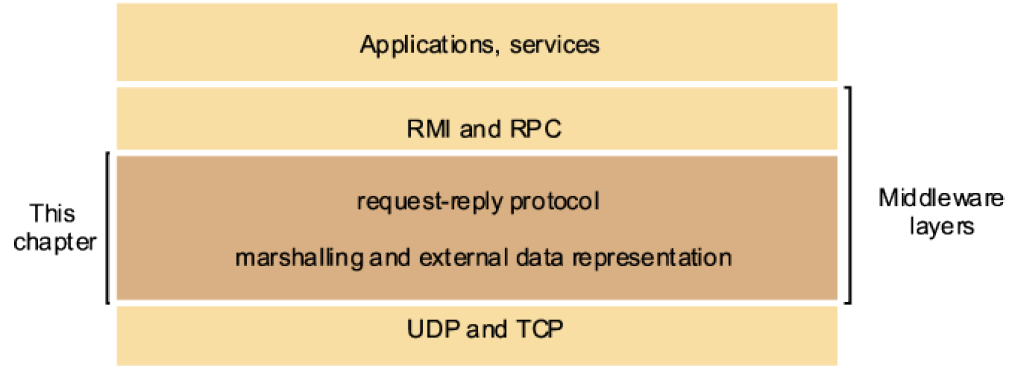 Applications, services
RMI and RPC
This
chapter
request-reply protocol
marshalling and external data representation
Middleware
layers
UDP and TCP